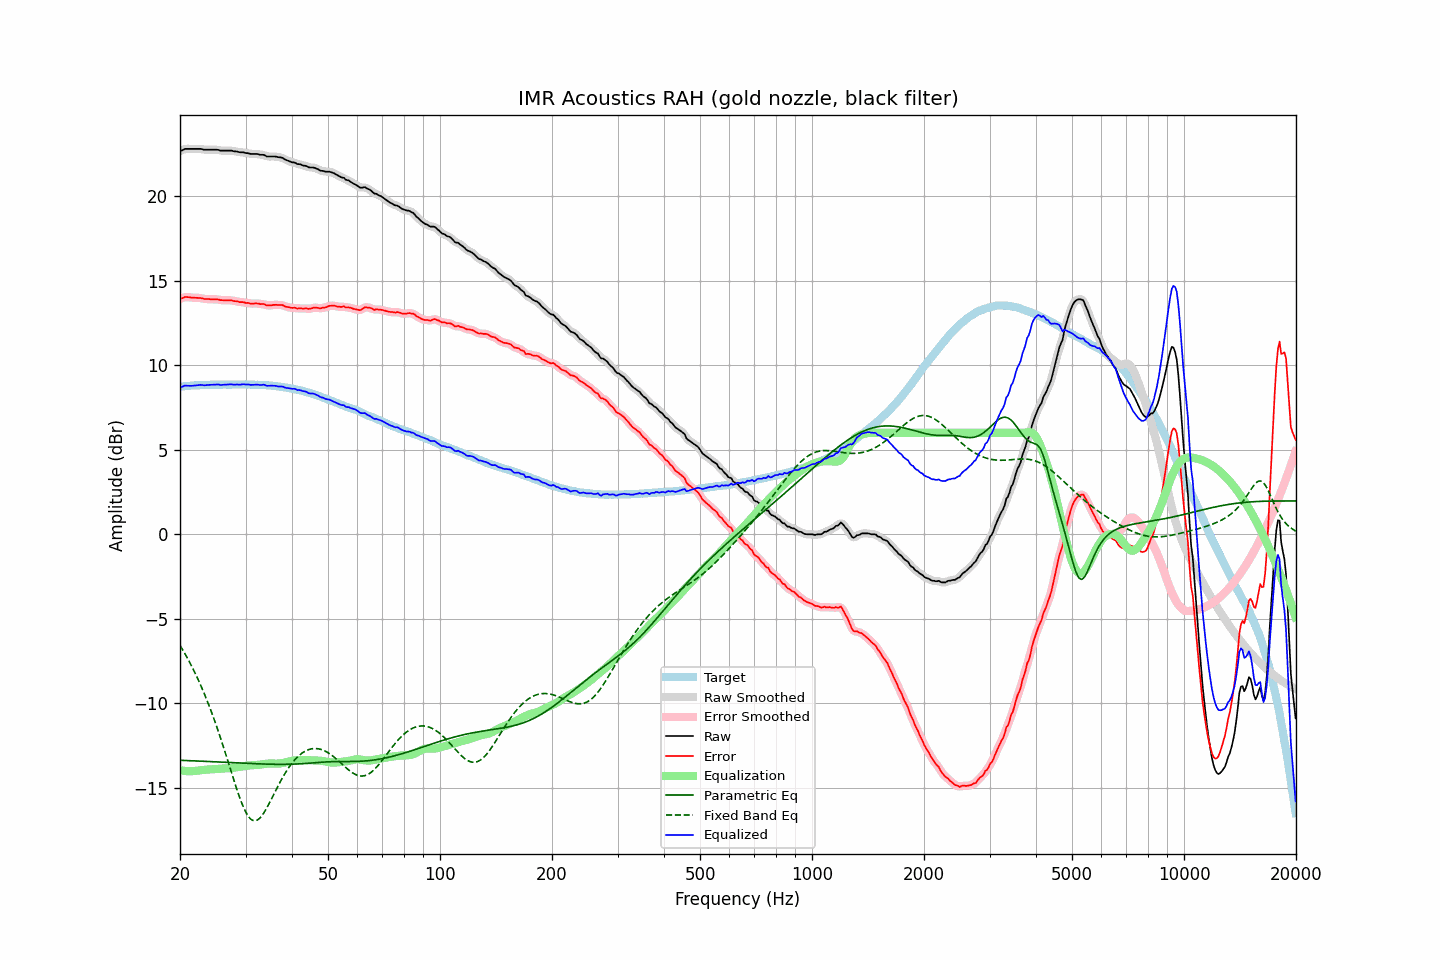 IMR Acoustics RAH (gold nozzle, black filter)
Amplitude (dBr)
20
15
10
5
0
−5
−10
−15
Target
Raw Smoothed
Error Smoothed
Raw
Error
Equalization
Parametric Eq
Fixed Band Eq
Equalized
20 50 100 200 500 1000 2000 5000 10000 20000
Frequency (Hz)